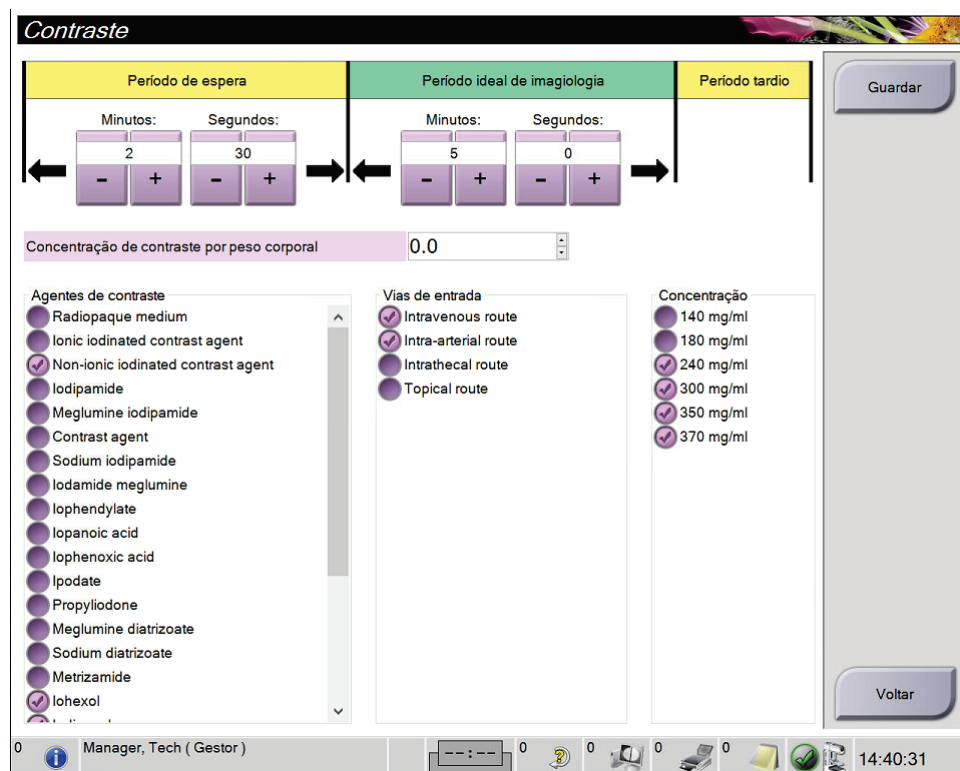 Contraste
Período de espera
Período ideal de imagiologia
Período tardio
Guardar
Minutos:
Segundos:
Minutos:
Segundos:
2
30
5
0
- + - +
- + - +
Concentração de contraste por peso corporal
0.0
Agentes de contraste
Radiopaque medium
Ionic iodinated contrast agent
Non-ionic iodinated contrast agent
Iodipamide
Meglumine iodipamide
Contrast agent
Sodium iodipamide
Iodamide meglumine
Iophendylate
Iopanoic acid
Iophenoxic acid
Ipodate
Propyliodone
Meglumine diatrizoate
Sodium diatrizoate
Metrizamide
Iohexol
Vias de entrada
Intravenous route
Intra-arterial route
Intrathecal route
Topical route
Concentração
140 mg/ml
180 mg/ml
240 mg/ml
300 mg/ml
350 mg/ml
370 mg/ml
Voltar
0
Manager, Tech ( Gestor )
--:--
0
0
0
0
14:40:31